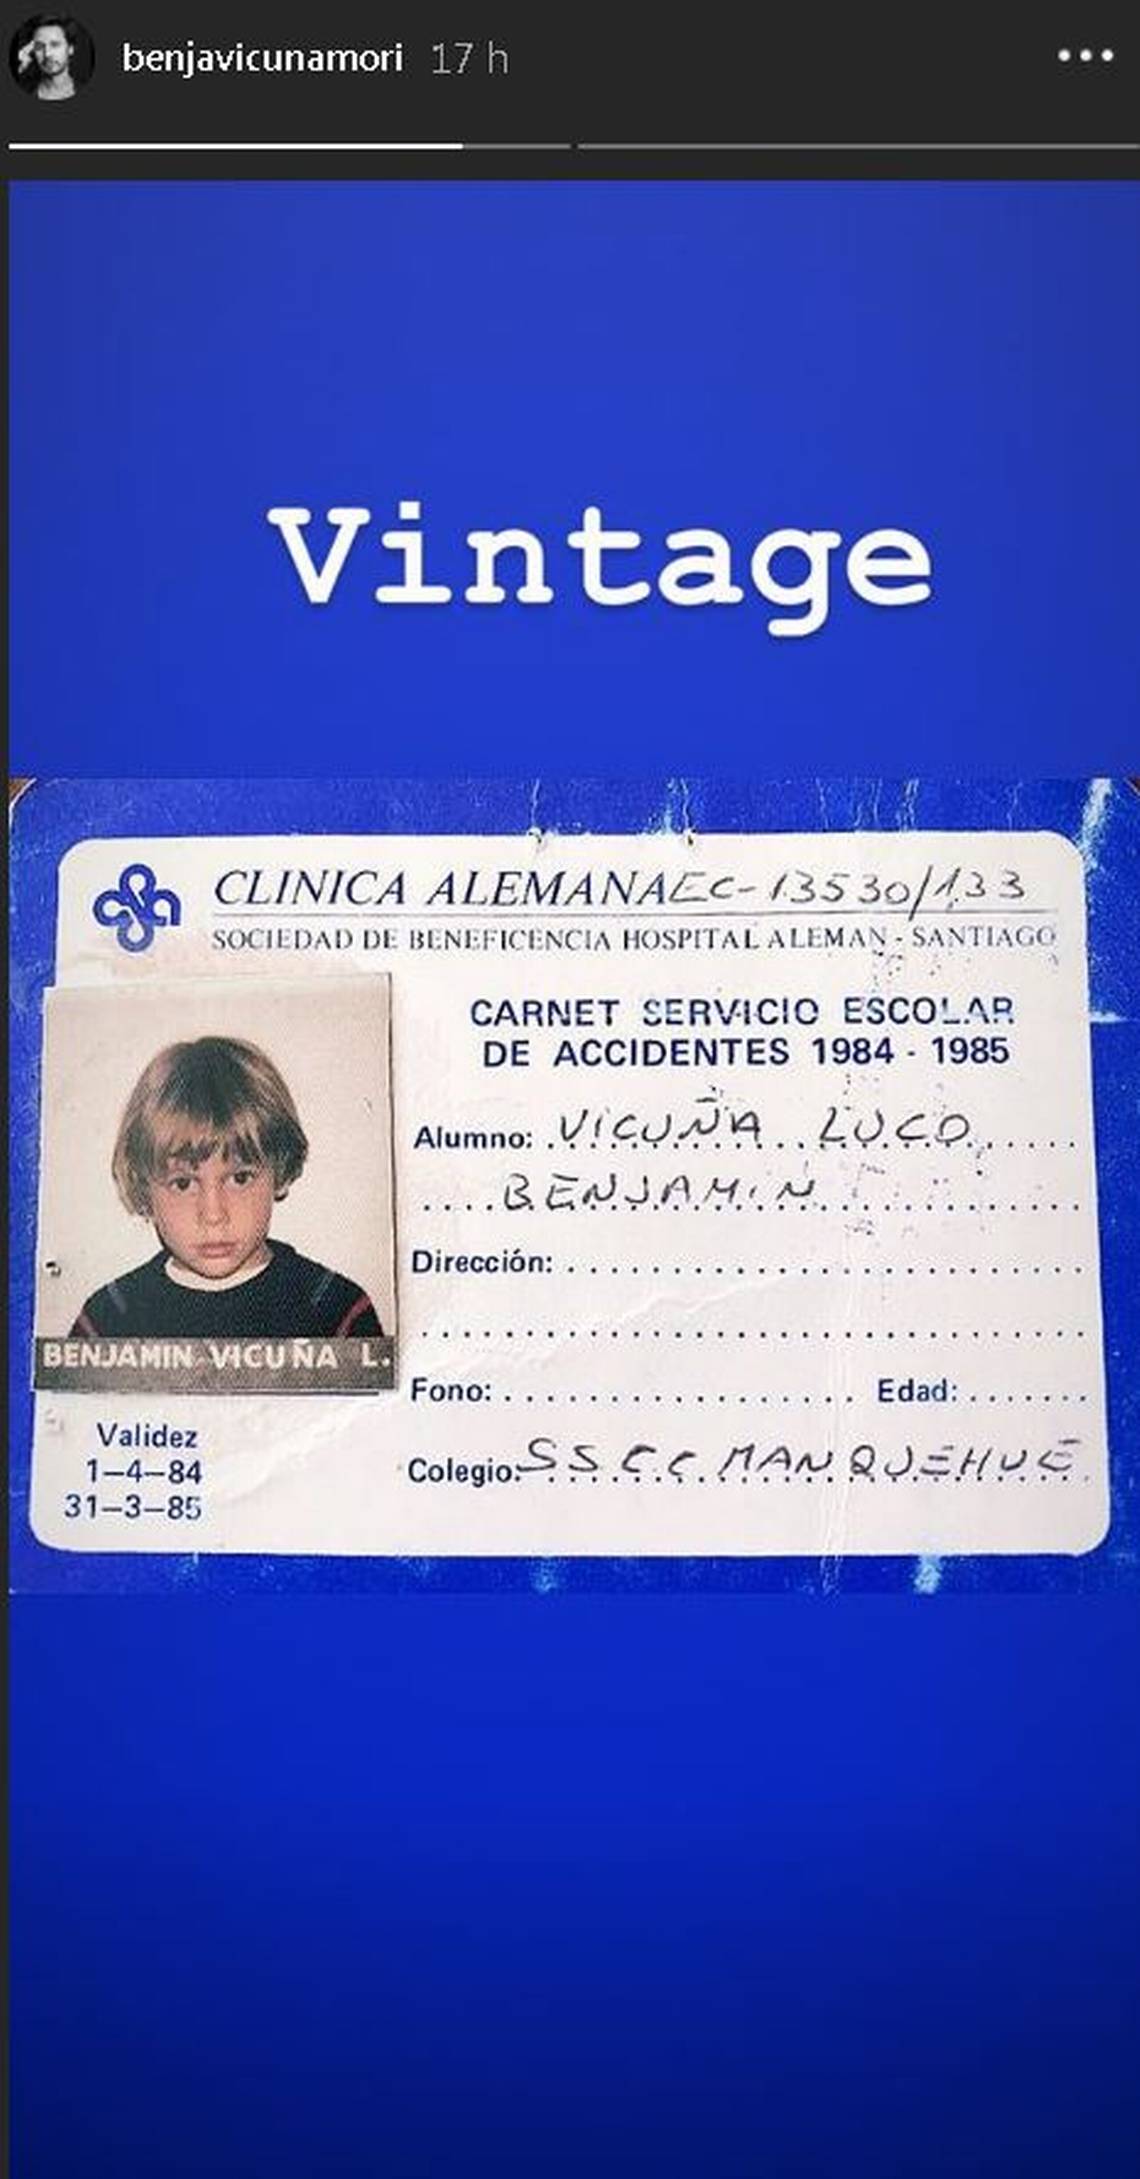 benjavicunamori 17 h
Vintage
CLINICA ALEMANA EC-13530/133
SOCIEDAD DE BENEFICENCIA HOSPITAL ALEMAN - SANTIAGO
CARNET SERVICIO ESCOLAR
DE ACCIDENTES 1984 - 1985
Alumno: VICUÑA LUCO
BENJAMIN
Dirección:
BENJAMIN VICUÑA L.
Fono: Edad:
Validez
1-4-84
31-3-85
Colegio: SS.CC. MANQUEHUE